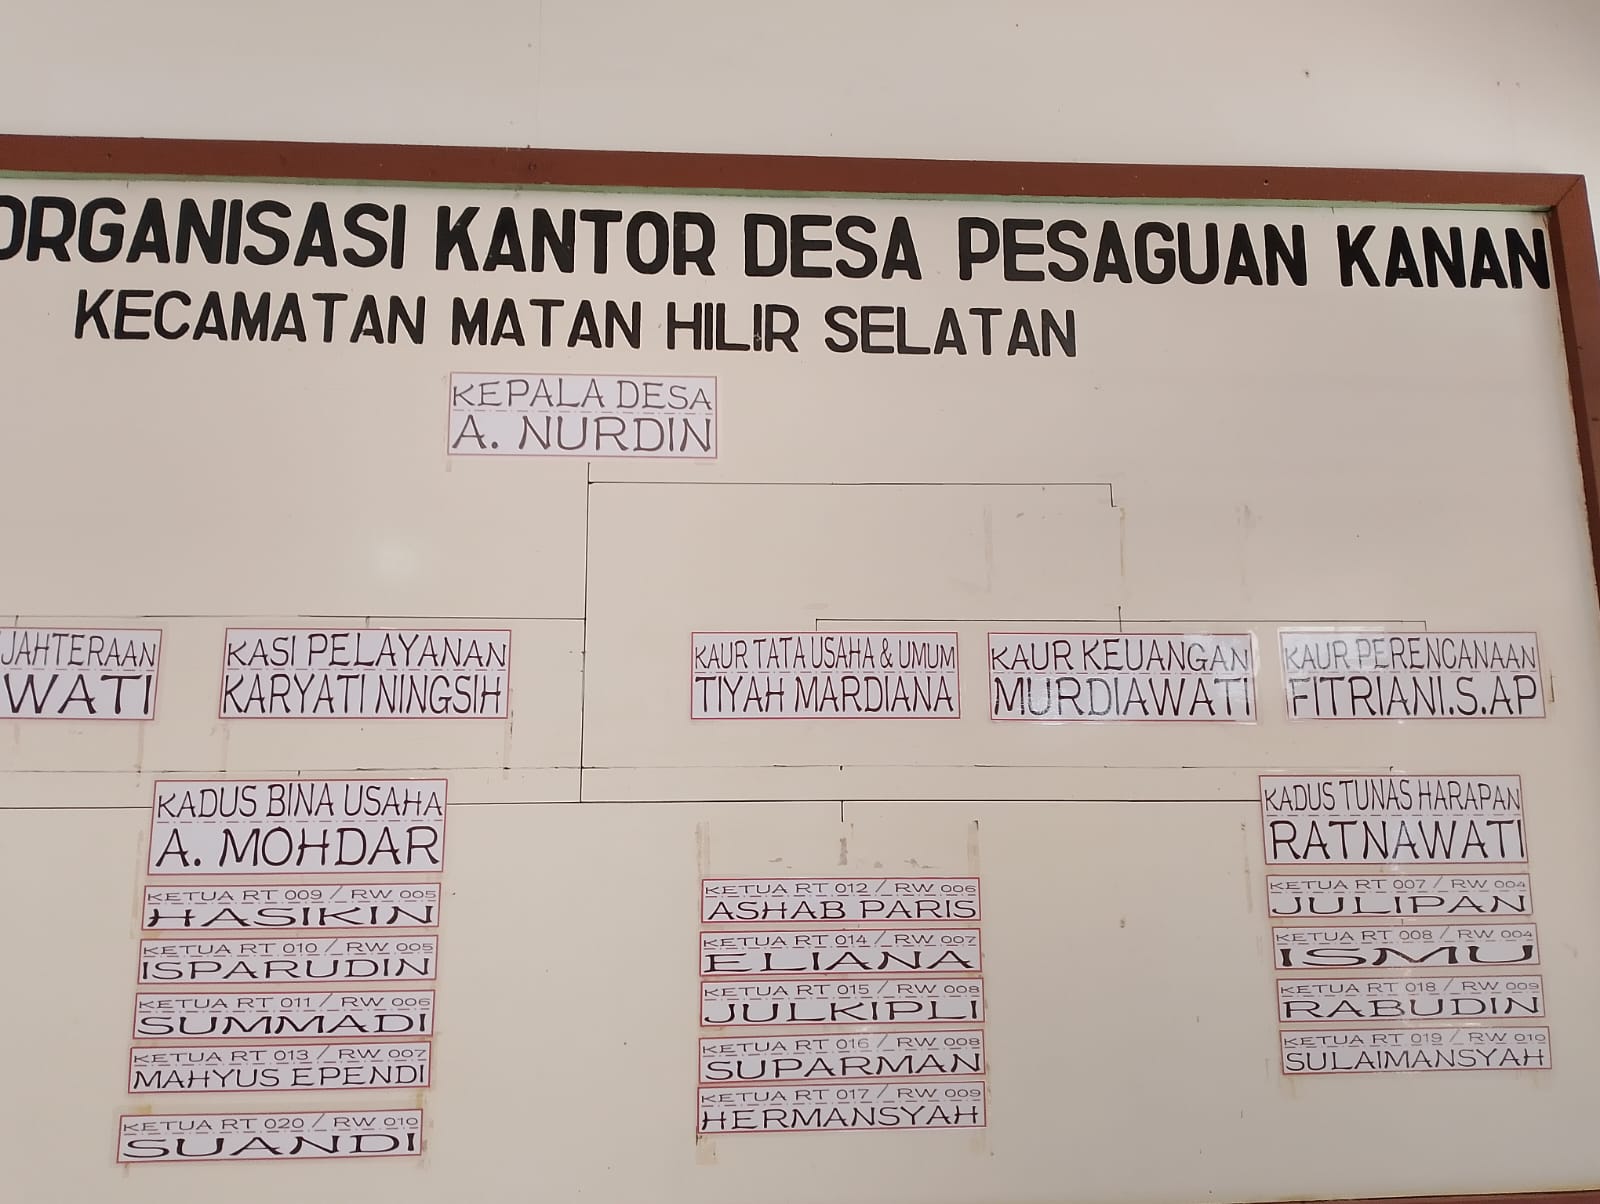 ORGANISASI KANTOR DESA PESAGUAN KANAN
KECAMATAN MATAN HILIR SELATAN
KEPALA DESA
A. NURDIN
JAHTERAAN
WATI
KASI PELAYANAN
KARYATI NINGSIH
KAUR TATA USAHA & UMUM
TIYAH MARDIANA
KAUR KEUANGAN
MURDIAWATI
KAUR PERENCANAAN
FITRIANI.S.AP
KADUS BINA USAHA
A. MOHDAR
KETUA RT 009 / RW 005
HASIKIN
KETUA RT 010 / RW 005
ISPARUDIN
KETUA RT 011 / RW 006
SUMMADI
KETUA RT 013 / RW 007
MAHYUS EPENDI
KETUA RT 020 / RW 010
SUANDI
KETUA RT 012 / RW 006
ASHAB PARIS
KETUA RT 014 / RW 007
ELIANA
KETUA RT 015 / RW 008
JULKIPLI
KETUA RT 016 / RW 008
SUPARMAN
KETUA RT 017 / RW 009
HERMANSYAH
KADUS TUNAS HARAPAN
RATNAWATI
KETUA RT 007 / RW 004
JULIPAN
KETUA RT 008 / RW 004
ISMU
KETUA RT 018 / RW 009
RABUDIN
KETUA RT 019 / RW 010
SULAIMANSYAH